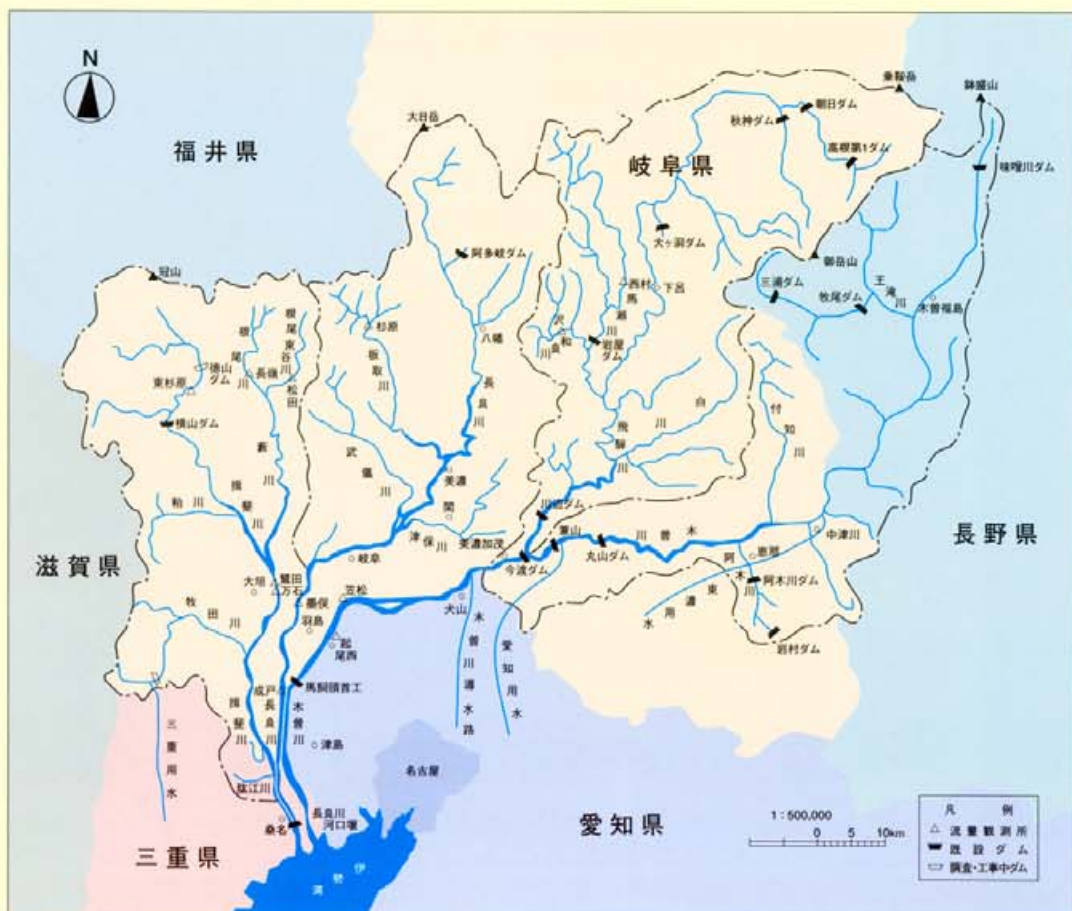 N
福井県
岐阜県
長野県
滋賀県
三重県
愛知県
名古屋
伊勢湾
大日岳
乗鞍岳
鉢盛山
御岳山
冠山
朝日ダム
秋神ダム
高根第1ダム
味噌川ダム
大ヶ洞ダム
阿多岐ダム
三浦ダム
牧尾ダム
王滝川
木曽福島
西村
下呂
馬瀬川
和良川
沢
岩屋ダム
八幡
杉原
板取川
長良川
根尾東谷川
根尾川
長嶺
松田
徳山ダム
東杉原
横山ダム
藪川
揖斐川
粕川
武儀川
美濃
関
津保川
美濃加茂
飛騨川
白川
付知川
川辺ダム
兼山
丸山ダム
今渡ダム
木曽川
恵那
中津川
阿木川
阿木川ダム
岩村ダム
東濃用水
岐阜
大垣
鷺田
万石
墨俣
羽島
笠松
起
尾西
犬山
木曽川導水路
愛知用水
牧田川
成戸
馬飼頭首工
揖斐川
長良川
木曽川
津島
三重用水
肱江川
桑名
長良川
河口堰
1:500,000
0 5 10km
凡例
流量観測所
既設ダム
調査・工事中ダム